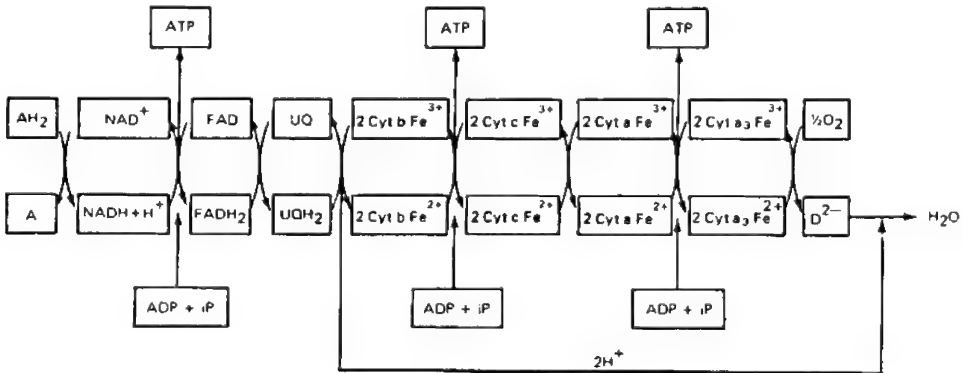 ATP ATP ATP
AH₂ NAD⁺ FAD UQ 2 Cyt b Fe³⁺ 2 Cyt c Fe³⁺ 2 Cyt a Fe³⁺ 2 Cyt a₃ Fe³⁺ ½O₂
A NADH + H⁺ FADH₂ UQH₂ 2 Cyt b Fe²⁺ 2 Cyt c Fe²⁺ 2 Cyt a Fe²⁺ 2 Cyt a₃ Fe²⁺ D²⁻ H₂O
ADP + iP ADP + iP ADP + iP
2H⁺